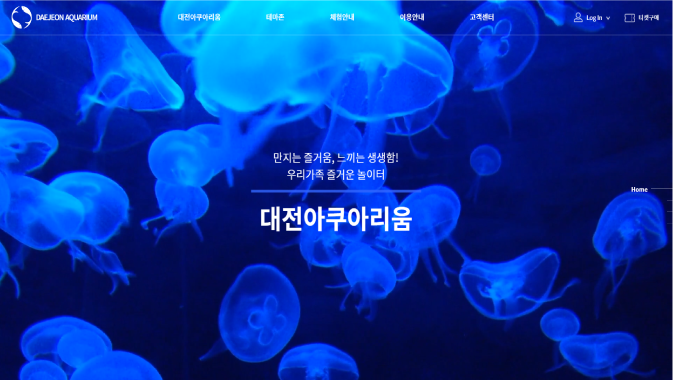 DAEJEON AQUARIUM
대전아쿠아리움
테마존
체험안내
이용안내
고객센터
Log In
티켓구매
만지는 즐거움, 느끼는 생생함!
우리가족 즐거운 놀이터
대전아쿠아리움
Home